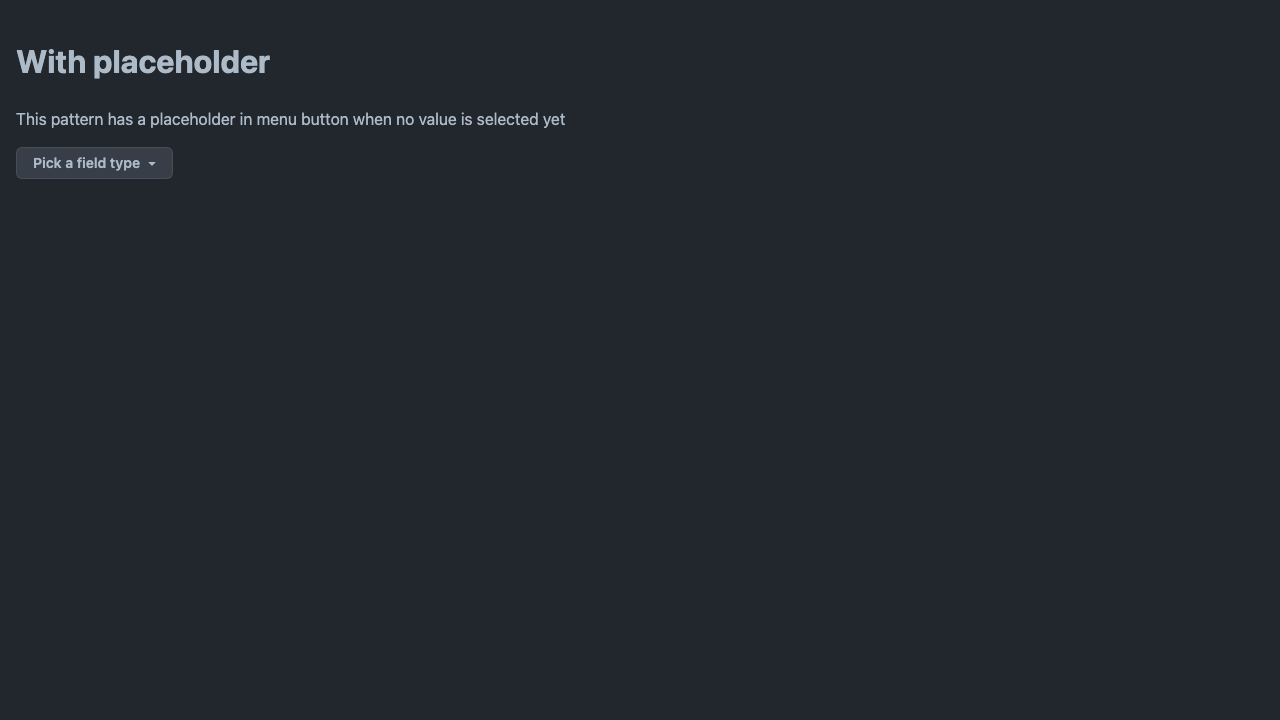 With placeholder
This pattern has a placeholder in menu button when no value is selected yet
Pick a field type